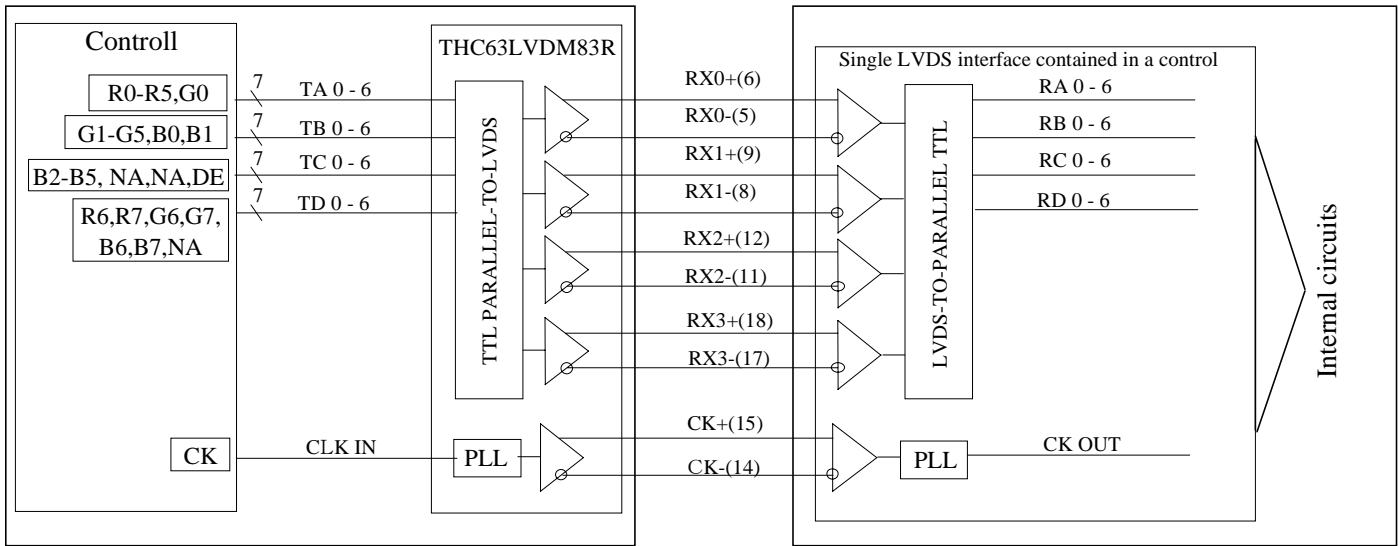 Controll
R0-R5,G0
G1-G5,B0,B1
B2-B5, NA,NA,DE
R6,R7,G6,G7,
B6,B7,NA
CK
7
TA 0 - 6
7
TB 0 - 6
7
TC 0 - 6
7
TD 0 - 6
CLK IN
THC63LVDM83R
TTL PARALLEL-TO-LVDS
PLL
RX0+(6)
RX0-(5)
RX1+(9)
RX1-(8)
RX2+(12)
RX2-(11)
RX3+(18)
RX3-(17)
CK+(15)
CK-(14)
Single LVDS interface contained in a control
LVDS-TO-PARALLEL TTL
PLL
RA 0 - 6
RB 0 - 6
RC 0 - 6
RD 0 - 6
CK OUT
Internal circuits